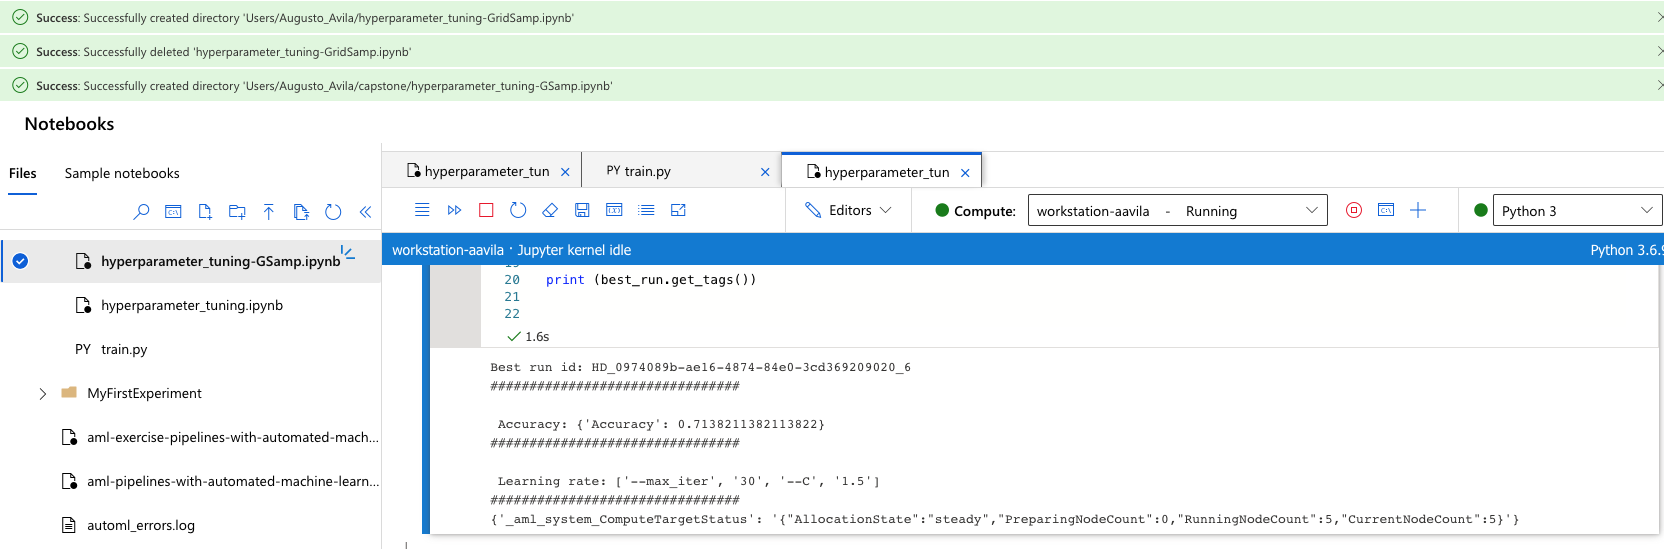 Success: Successfully created directory 'Users/Augusto_Avila/hyperparameter_tuning-GridSamp.ipynb'
Success: Successfully deleted 'hyperparameter_tuning-GridSamp.ipynb'
Success: Successfully created directory 'Users/Augusto_Avila/capstone/hyperparameter_tuning-GSamp.ipynb'
Notebooks
Files Sample notebooks
hyperparameter_tuning-GSamp.ipynb
hyperparameter_tuning.ipynb
PY train.py
MyFirstExperiment
aml-exercise-pipelines-with-automated-mach...
aml-pipelines-with-automated-machine-learn...
automl_errors.log
hyperparameter_tun PY train.py hyperparameter_tun
Editors Compute: workstation-aavila - Running Python 3
workstation-aavila · Jupyter kernel idle Python 3.6.9
20 print (best_run.get_tags())
21
22
1.6s
Best run id: HD_0974089b-ae16-4874-84e0-3cd369209020_6
################################
Accuracy: {'Accuracy': 0.7138211382113822}
################################
Learning rate: ['--max_iter', '30', '--C', '1.5']
################################
{'_aml_system_ComputeTargetStatus': '{"AllocationState":"steady","PreparingNodeCount":0,"RunningNodeCount":5,"CurrentNodeCount":5}'}